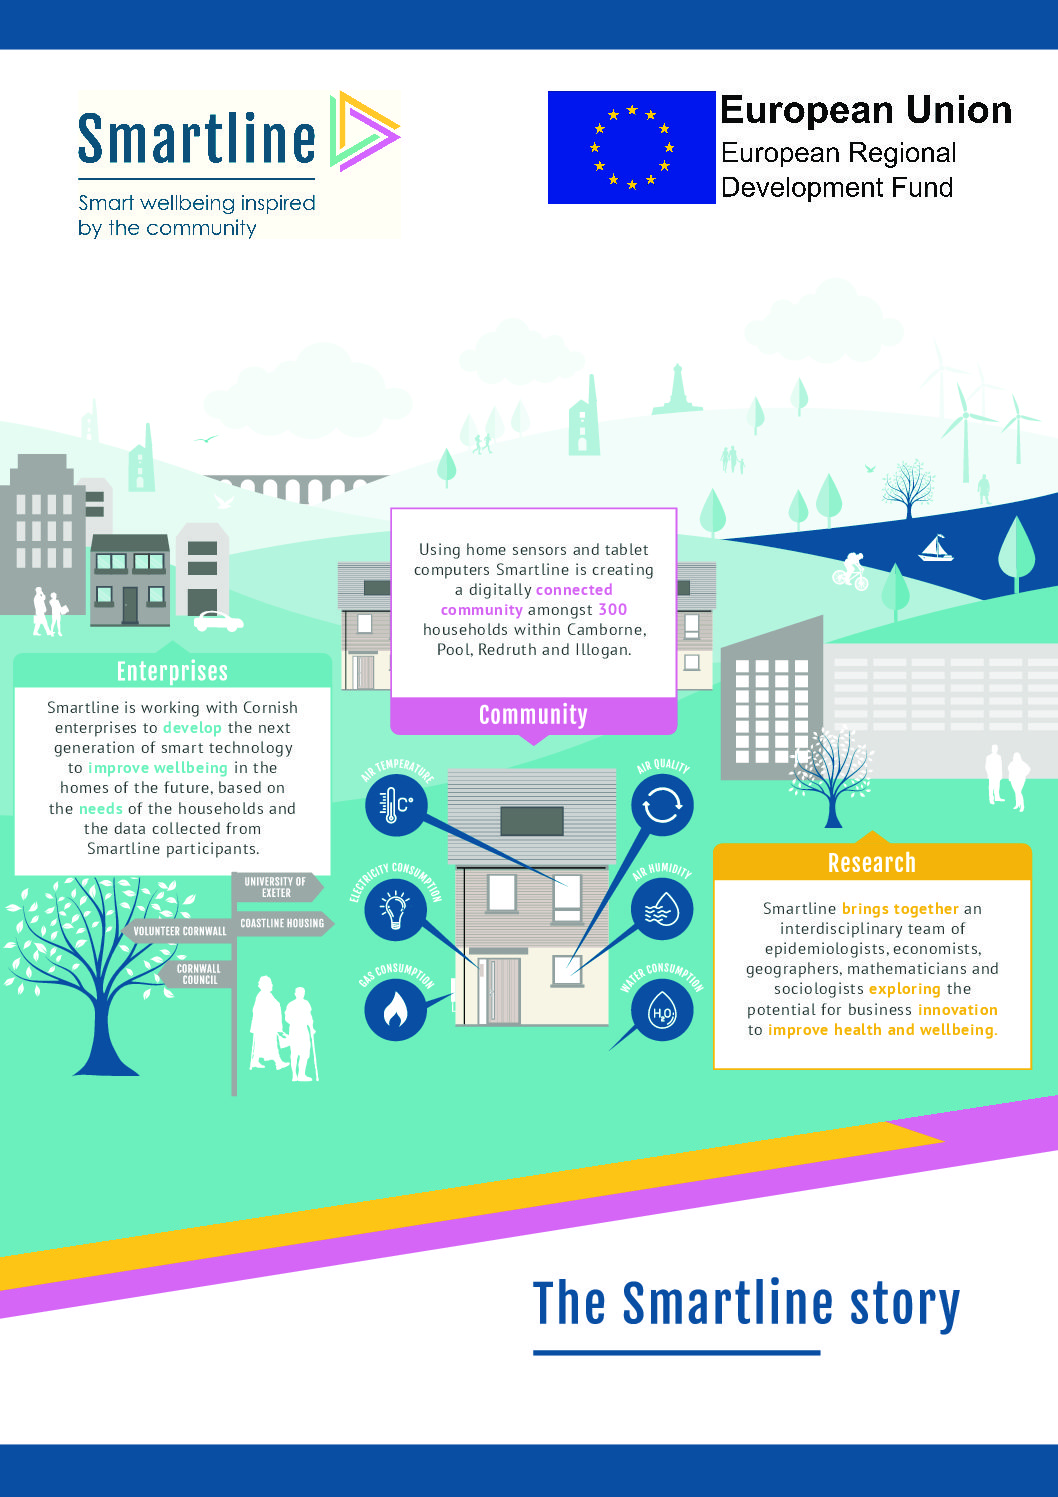 Smartline
Smart wellbeing inspired
by the community
European Union
European Regional
Development Fund
Using home sensors and tablet
computers Smartline is creating
a digitally connected
community amongst 300
households within Camborne,
Pool, Redruth and Illogan.
Community
Enterprises
Smartline is working with Cornish
enterprises to develop the next
generation of smart technology
to improve wellbeing in the
homes of the future, based on
the needs of the households and
the data collected from
Smartline participants.
AIR TEMPERATURE
C°
AIR QUALITY
ELECTRICITY CONSUMPTION
AIR HUMIDITY
GAS CONSUMPTION
WATER CONSUMPTION
H₂O
UNIVERSITY OF
EXETER
COASTLINE HOUSING
VOLUNTEER CORNWALL
CORNWALL
COUNCIL
Research
Smartline brings together an
interdisciplinary team of
epidemiologists, economists,
geographers, mathematicians and
sociologists exploring the
potential for business innovation
to improve health and wellbeing.
The Smartline story